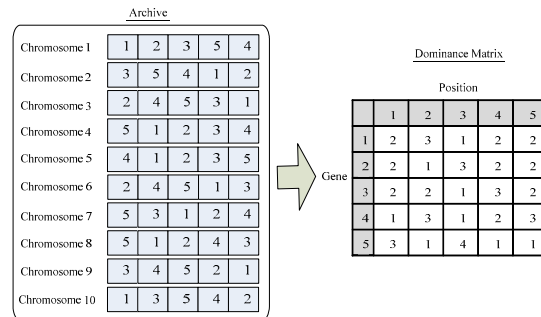 Archive
Chromosome 1 1 2 3 5 4
Chromosome 2 3 5 4 1 2
Chromosome 3 2 4 5 3 1
Chromosome 4 5 1 2 3 4
Chromosome 5 4 1 2 3 5
Chromosome 6 2 4 5 1 3
Chromosome 7 5 3 1 2 4
Chromosome 8 5 1 2 4 3
Chromosome 9 3 4 5 2 1
Chromosome 10 1 3 5 4 2
Dominance Matrix
Position
Gene
1 2 3 4 5
1 2 3 1 2 2
2 2 1 3 2 2
3 2 2 1 3 2
4 1 3 1 2 3
5 3 1 4 1 1